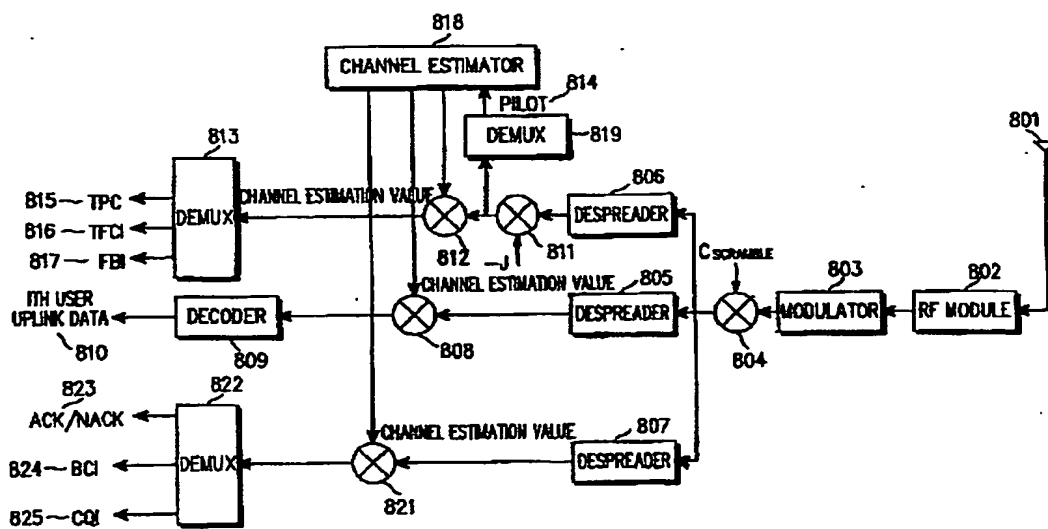 818
CHANNEL ESTIMATOR
PILOT
814
DEMUX
819
801
813
815 TPC
816 TFCI
817 FBI
DEMUX
CHANNEL ESTIMATION VALUE
812
811
-J
806
DESPREADER
CSCRAMBLE
803
802
CHANNEL ESTIMATION VALUE
805
DESPREADER
804
MODULATOR
RF MODULE
ITH USER
UPLINK DATA
810
DECODER
809
808
823
ACK/NACK
824 BCI
825 CQI
822
DEMUX
CHANNEL ESTIMATION VALUE
821
807
DESPREADER